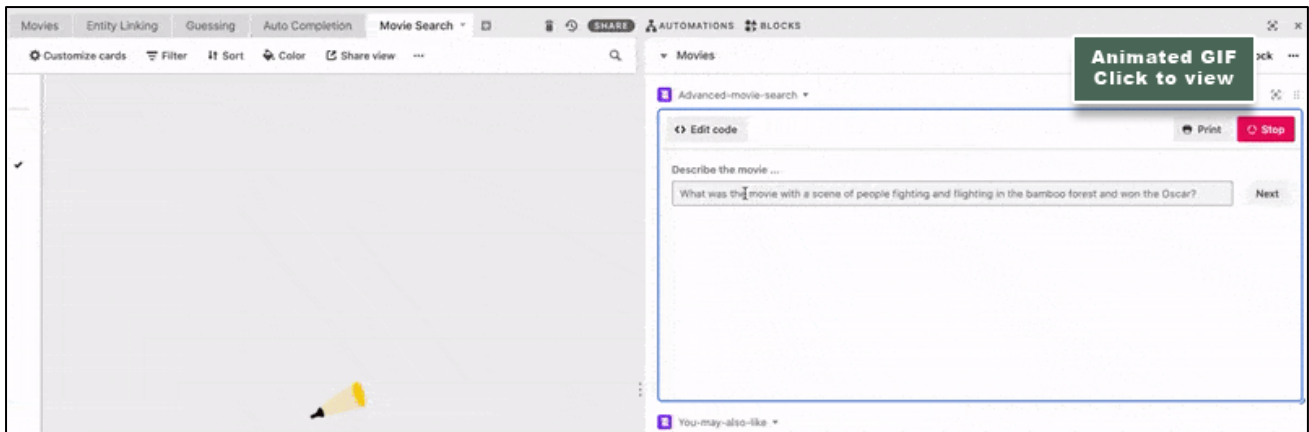 Movies Entity Linking Guessing Auto Completion Movie Search SHARE AUTOMATIONS BLOCKS
Customize cards Filter Sort Color Share view ... Movies ock ...
Animated GIF
Click to view
Advanced-movie-search
Edit code Print Stop
Describe the movie ...
What was the movie with a scene of people fighting and flighting in the bamboo forest and won the Oscar? Next
You-may-also-like